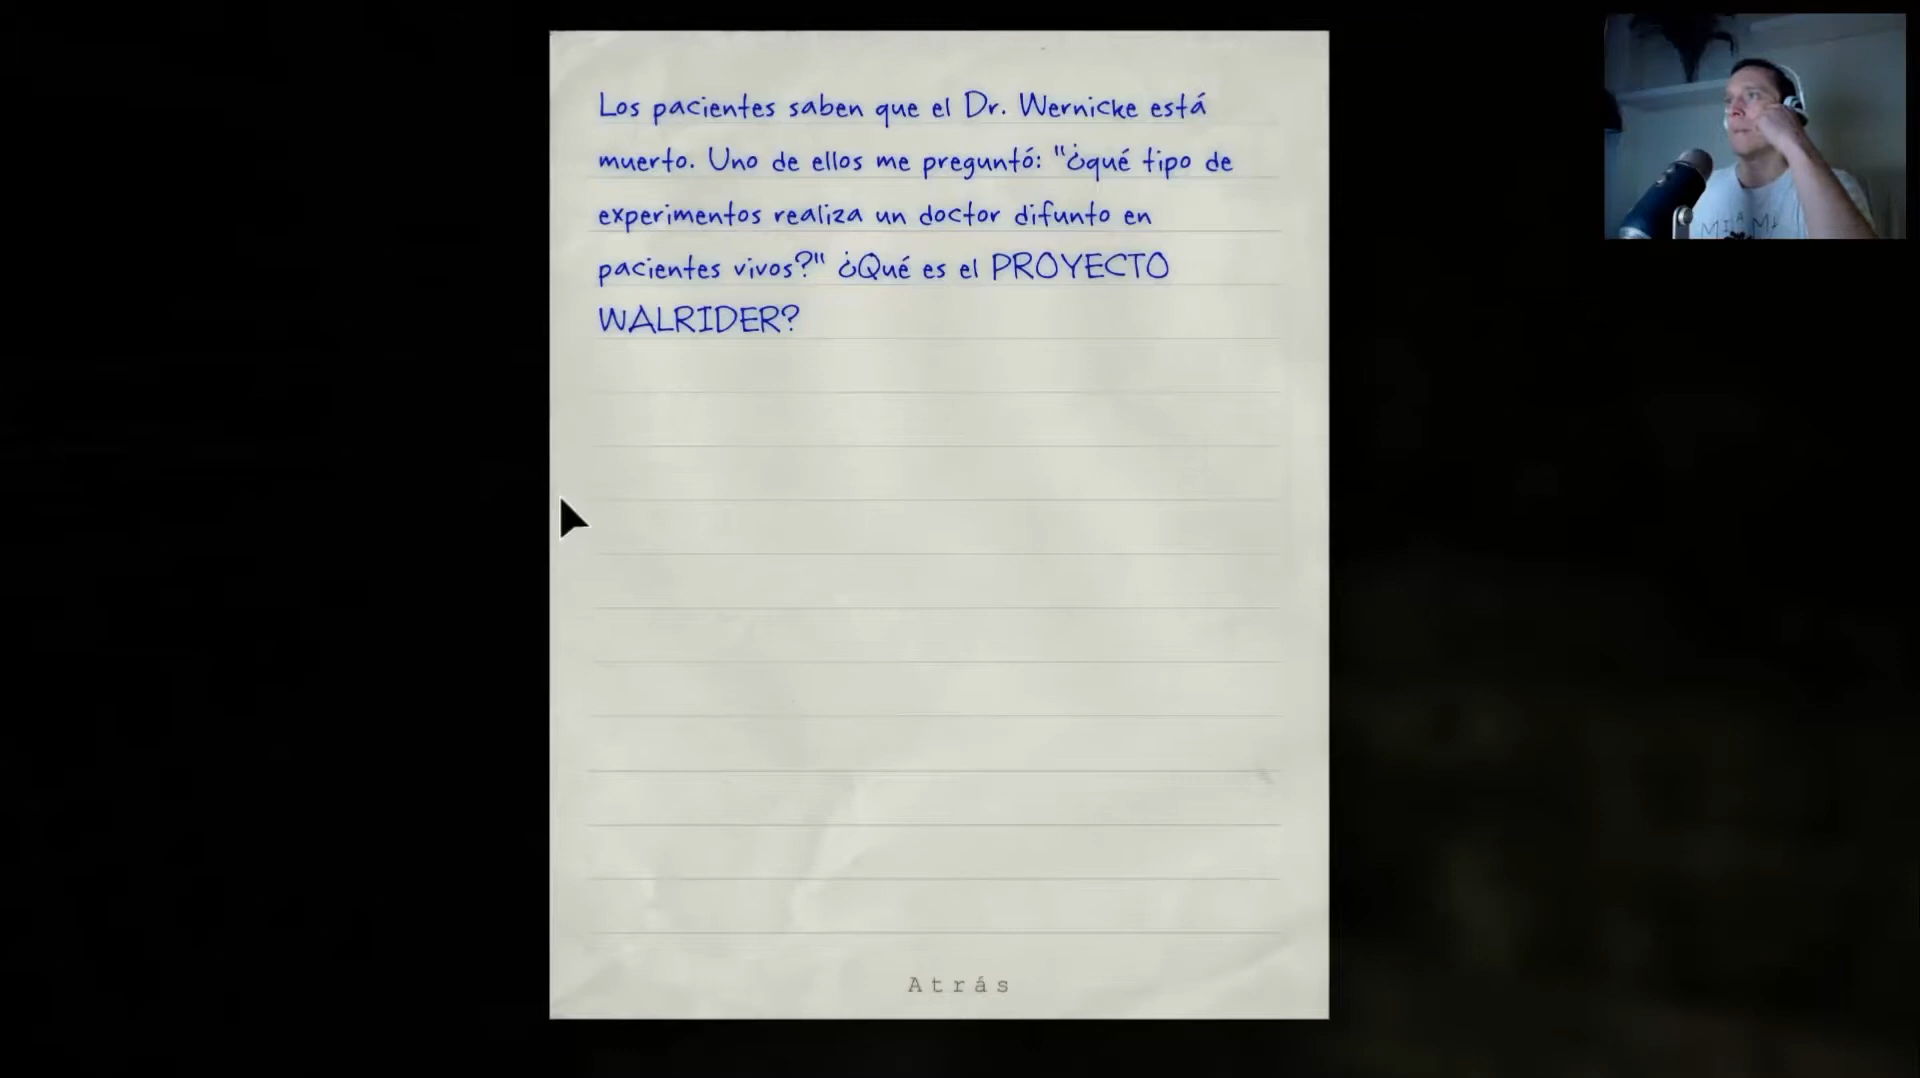 Los pacientes saben que el Dr. Wernicke está
muerto. Uno de ellos me preguntó: "¿qué tipo de
experimentos realiza un doctor difunto en
pacientes vivos?" ¿Qué es el PROYECTO
WALRIDER?
Atrás